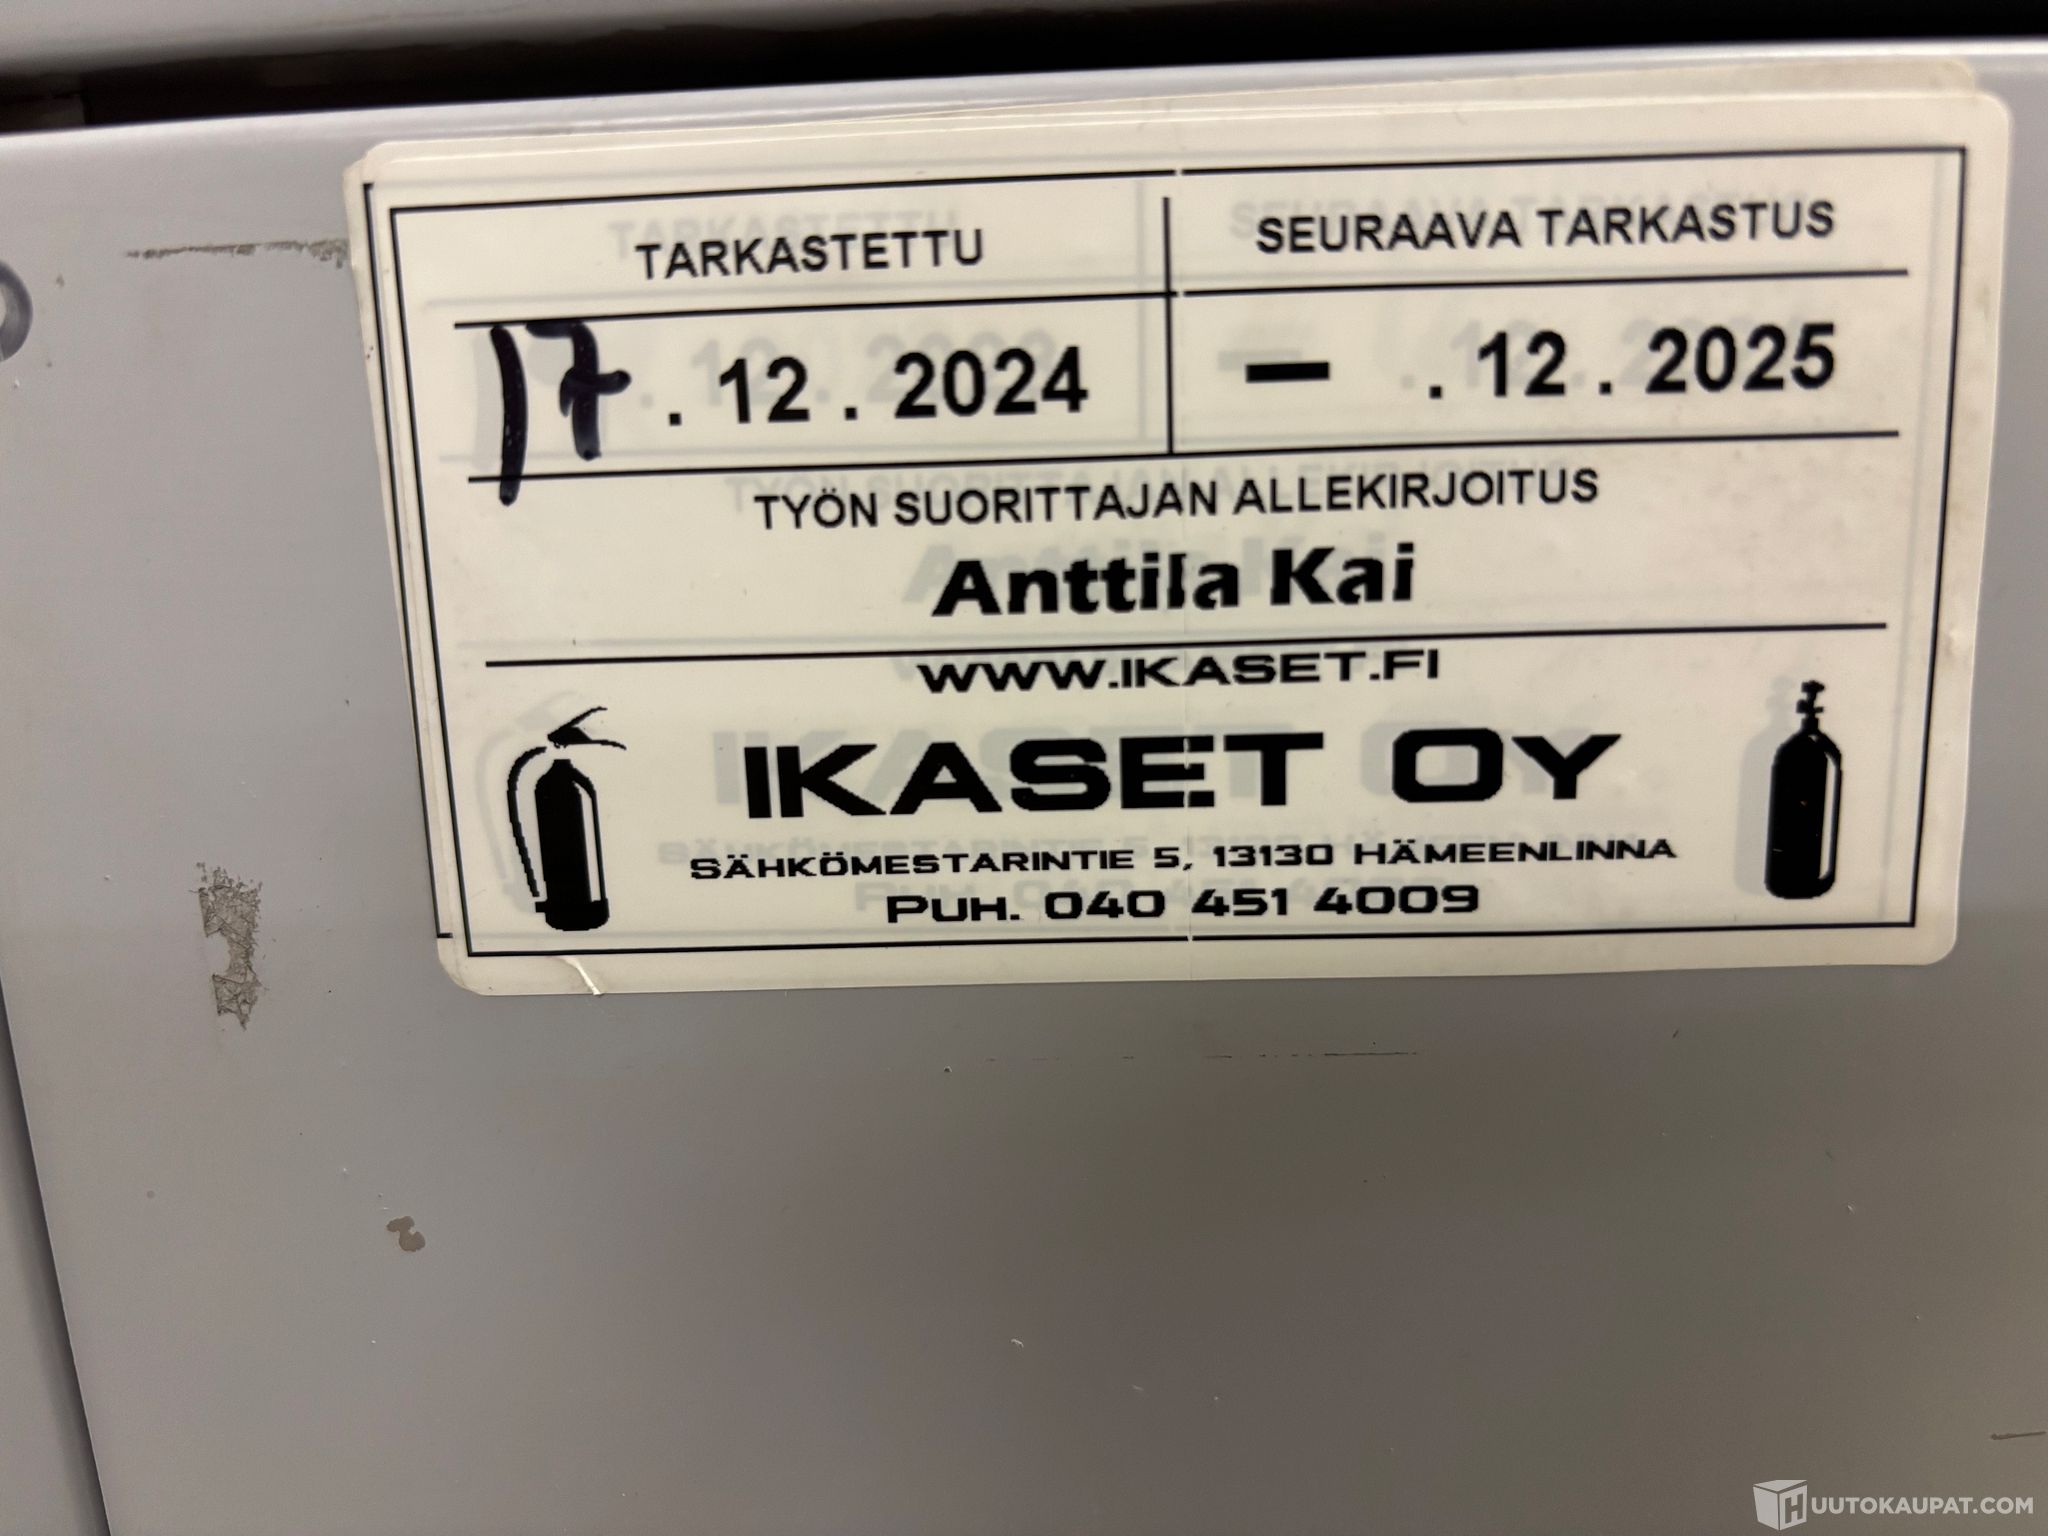 TARKASTETTU SEURAAVA TARKASTUS
17 . 12 . 2024 – . 12 . 2025
TYÖN SUORITTAJAN ALLEKIRJOITUS
Anttila Kai
WWW.IKASET.FI
IKASET OY
SÄHKÖMESTARINTIE 5, 13130 HÄMEENLINNA
PUH. 040 451 4009
HUUTOKAUPAT.COM